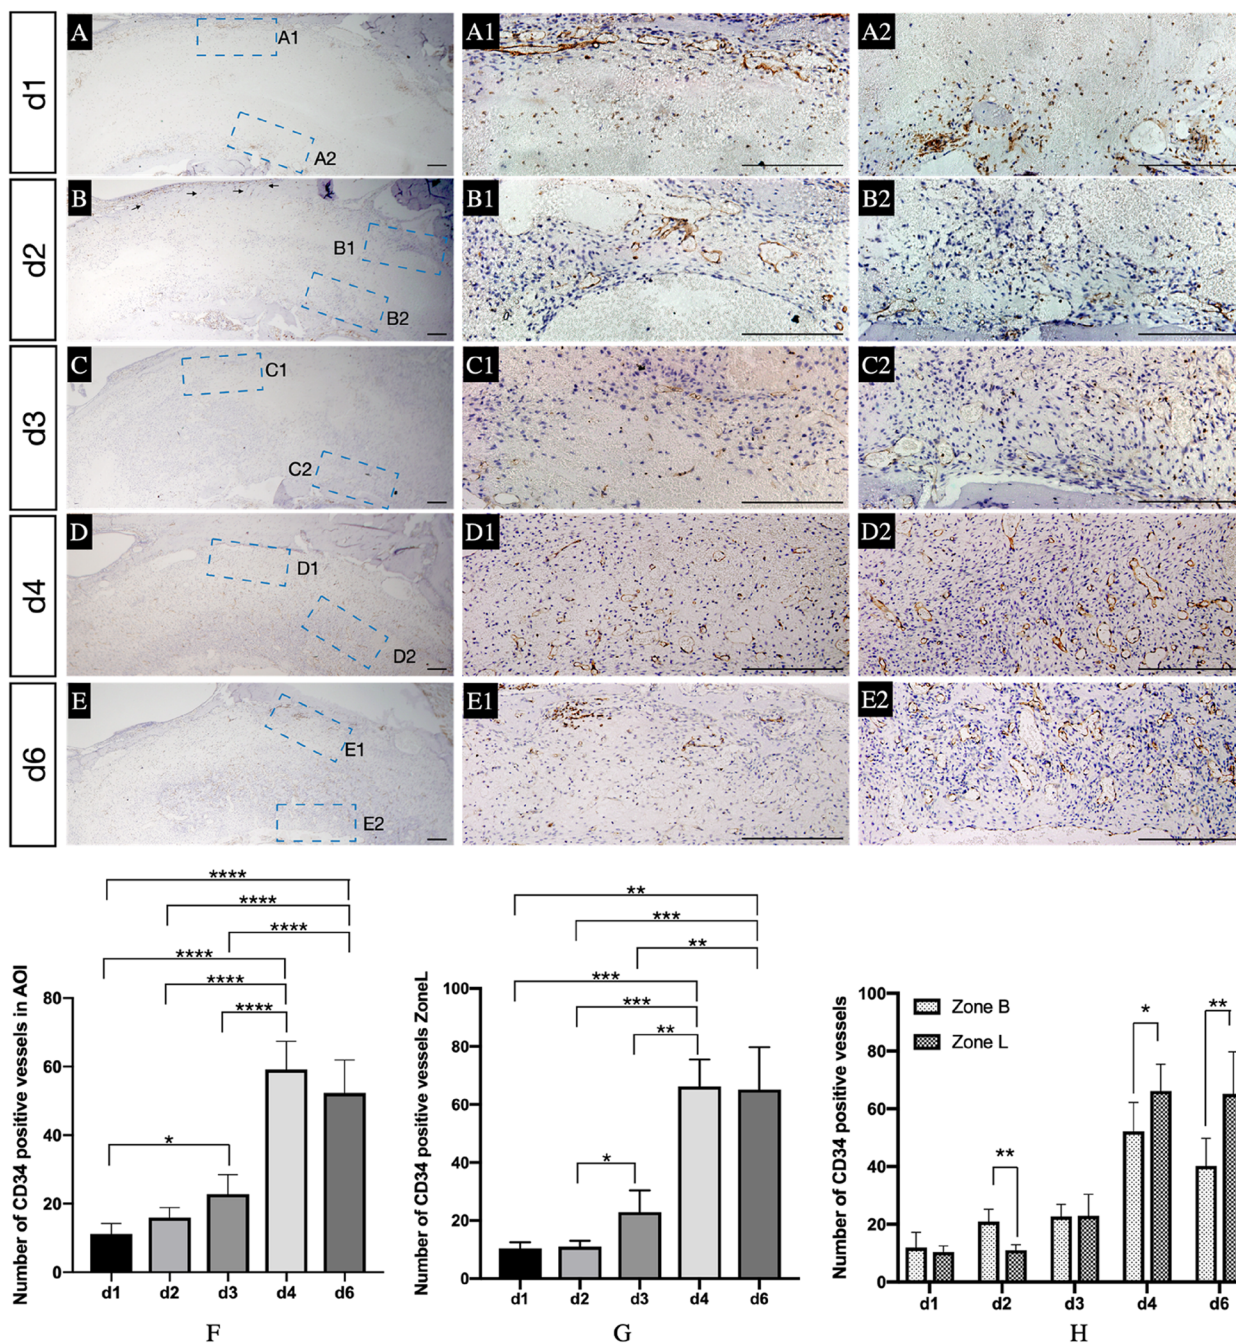 d1
A
A1
A2
A1
A2
d2
B
B1
B2
B1
B2
d3
C
C1
C2
C1
C2
d4
D
D1
D2
D1
D2
d6
E
E1
E2
E1
E2
Number of CD34 positive vessels in AOI
80
60
40
20
0
****
****
****
****
****
****
*
d1 d2 d3 d4 d6
F
Number of CD34 positive vessels ZoneL
100
80
60
40
20
0
**
***
**
***
***
**
*
d1 d2 d3 d4 d6
G
Number of CD34 positive vessels
100
80
60
40
20
0
Zone B
Zone L
**
*
**
d1 d2 d3 d4 d6
H